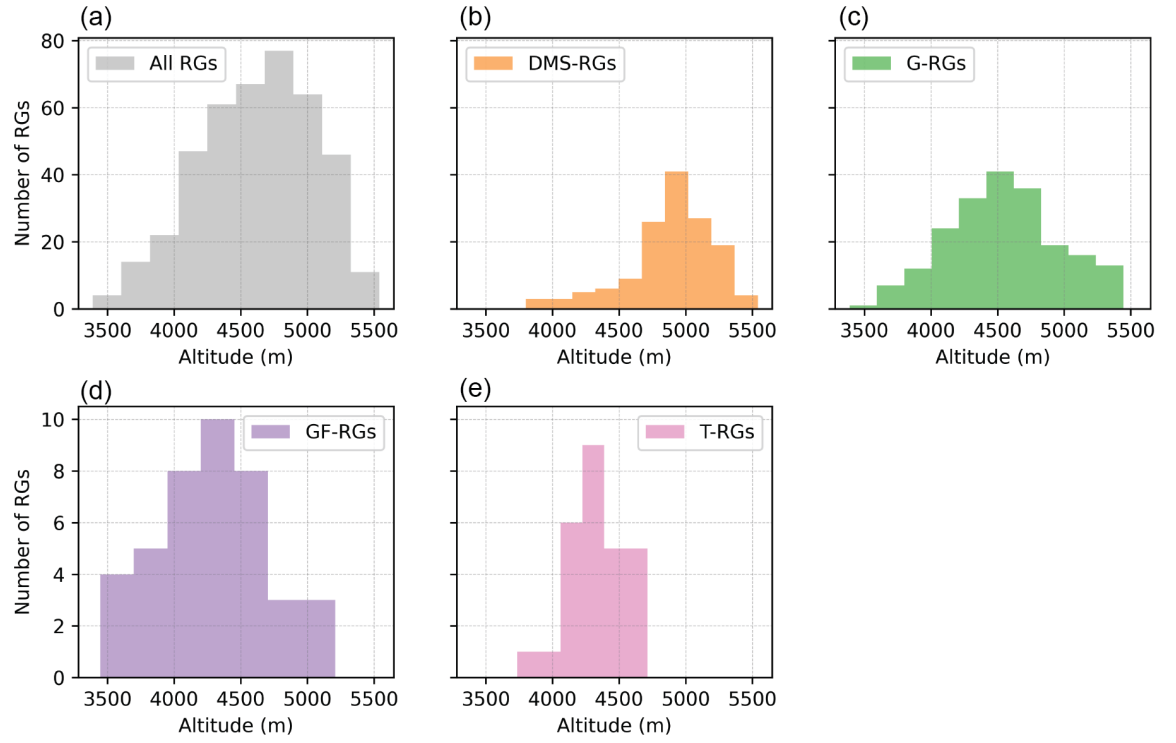 (a)
(b)
(c)
All RGs
DMS-RGs
G-RGs
80
60
40
20
0
Number of RGs
3500 4000 4500 5000 5500
3500 4000 4500 5000 5500
3500 4000 4500 5000 5500
Altitude (m)
Altitude (m)
Altitude (m)
(d)
(e)
GF-RGs
T-RGs
10
8
6
4
2
0
Number of RGs
3500 4000 4500 5000 5500
3500 4000 4500 5000 5500
Altitude (m)
Altitude (m)